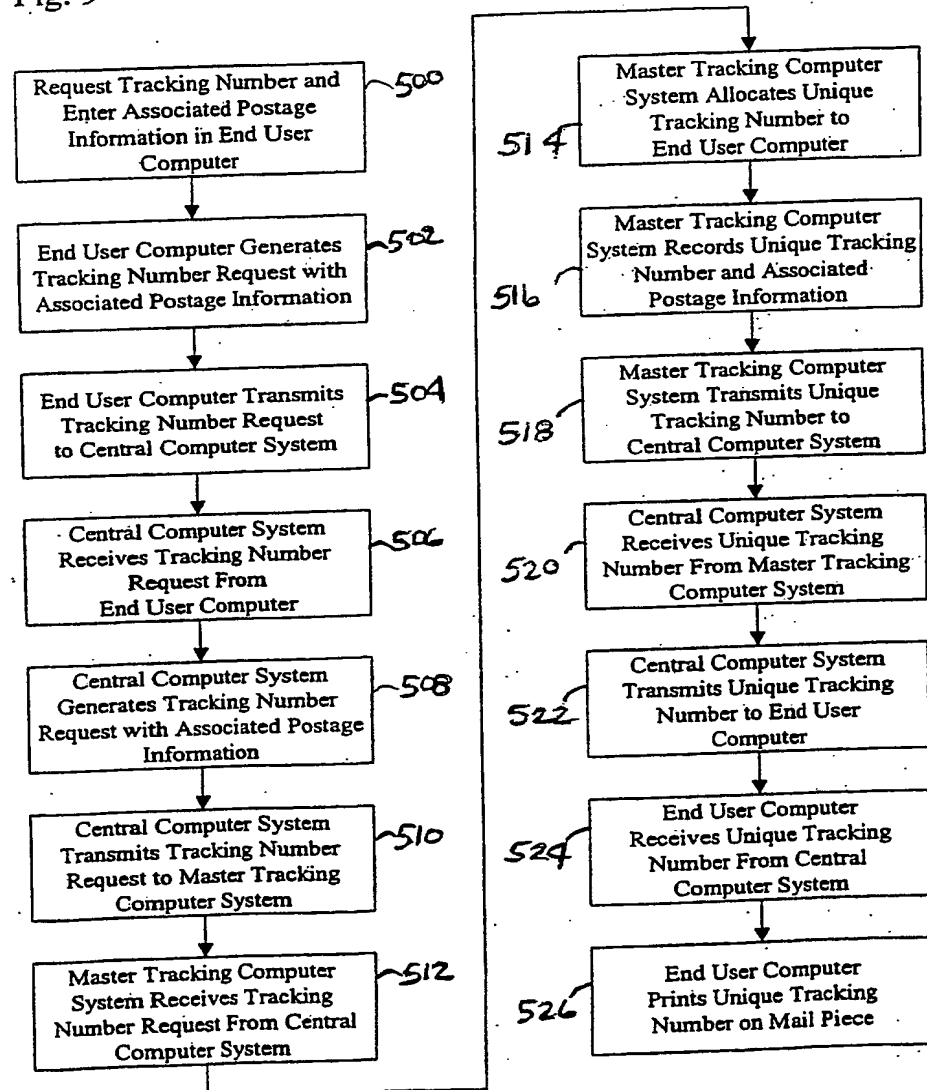 Fig. 5
Request Tracking Number and
Enter Associated Postage
Information in End User
Computer
500
End User Computer Generates
Tracking Number Request with
Associated Postage Information
502
End User Computer Transmits
Tracking Number Request
to Central Computer System
504
Central Computer System
Receives Tracking Number
Request From
End User Computer
506
Central Computer System
Generates Tracking Number
Request with Associated Postage
Information
508
Central Computer System
Transmits Tracking Number
Request to Master Tracking
Computer System
510
Master Tracking Computer
System Receives Tracking
Number Request From Central
Computer System
512
Master Tracking Computer
System Allocates Unique
Tracking Number to
End User Computer
514
Master Tracking Computer
System Records Unique Tracking
Number and Associated
Postage Information
516
Master Tracking Computer
System Transmits Unique
Tracking Number to
Central Computer System
518
Central Computer System
Receives Unique Tracking
Number From Master Tracking
Computer System
520
Central Computer System
Transmits Unique Tracking
Number to End User
Computer
522
End User Computer
Receives Unique Tracking
Number From Central
Computer System
524
End User Computer
Prints Unique Tracking
Number on Mail Piece
526